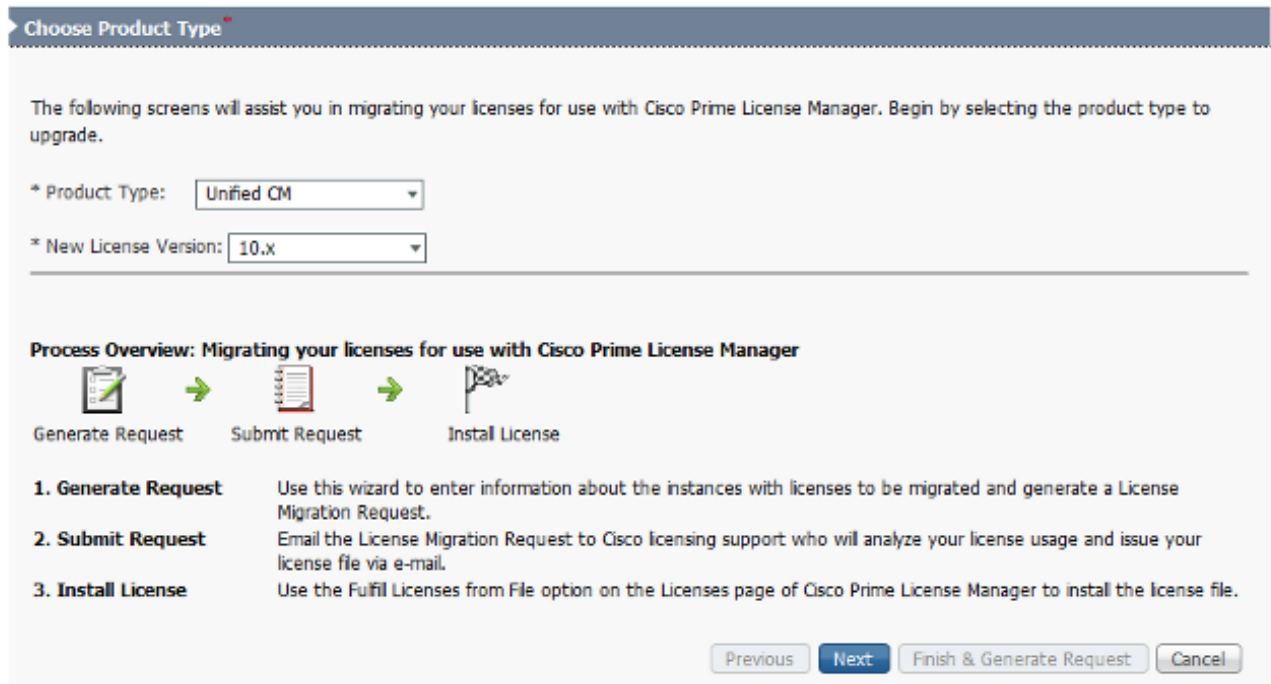 Choose Product Type*
The following screens will assist you in migrating your licenses for use with Cisco Prime License Manager. Begin by selecting the product type to
upgrade.
* Product Type: Unified CM
* New License Version: 10.x
Process Overview: Migrating your licenses for use with Cisco Prime License Manager
Generate Request Submit Request Install License
1. Generate Request Use this wizard to enter information about the instances with licenses to be migrated and generate a License
Migration Request.
2. Submit Request Email the License Migration Request to Cisco licensing support who will analyze your license usage and issue your
license file via e-mail.
3. Install License Use the Fulfill Licenses from File option on the Licenses page of Cisco Prime License Manager to install the license file.
Previous Next Finish & Generate Request Cancel